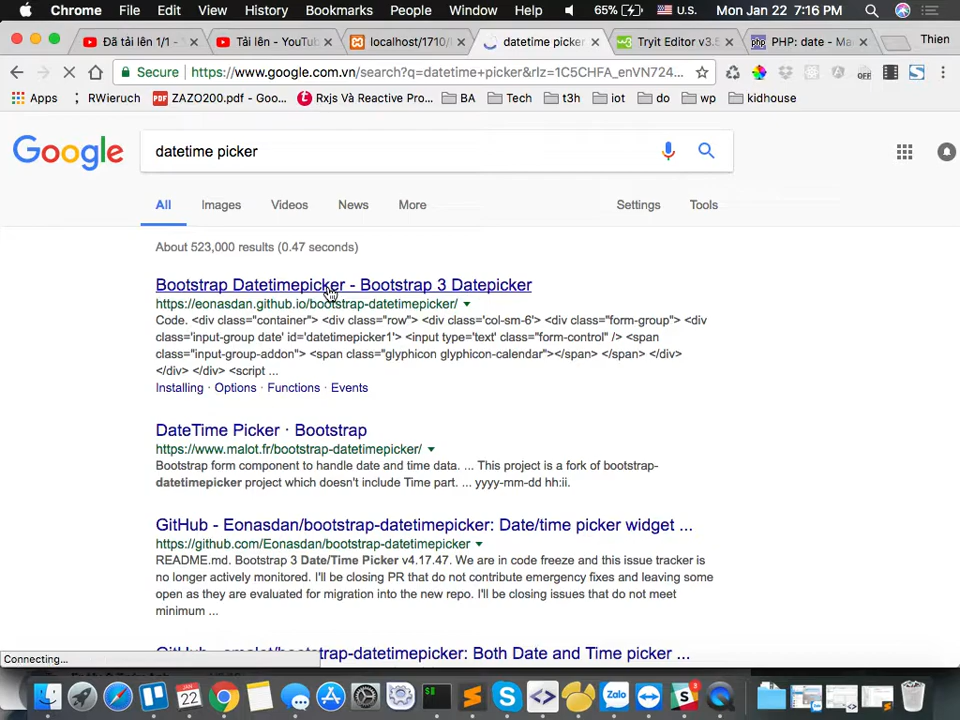 Chrome File Edit View History Bookmarks People Window Help 65% U.S. Mon Jan 22 7:16 PM
Đã tải lên 1/1 - Tải lên - YouTub localhost/1710/ datetime picker Tryit Editor v3.5 PHP: date - Ma Thien
Secure https://www.google.com.vn/search?q=datetime+picker&rlz=1C5CHFA_enVN724...
Apps RWieruch ZAZO200.pdf - Goo... Rxjs Và Reactive Pro... BA Tech t3h iot do wp kidhouse
Google datetime picker
All Images Videos News More Settings Tools
About 523,000 results (0.47 seconds)
Bootstrap Datetimepicker - Bootstrap 3 Datepicker
https://eonasdan.github.io/bootstrap-datetimepicker/
Code. <div class="container"> <div class="row"> <div class='col-sm-6'> <div class="form-group"> <div
class='input-group date' id='datetimepicker1'> <input type='text' class="form-control" /> <span
class="input-group-addon"> <span class="glyphicon glyphicon-calendar"></span> </span> </div>
</div> </div> <script ...
Installing · Options · Functions · Events
DateTime Picker · Bootstrap
https://www.malot.fr/bootstrap-datetimepicker/
Bootstrap form component to handle date and time data. ... This project is a fork of bootstrap-
datetimepicker project which doesn't include Time part. ... yyyy-mm-dd hh:ii.
GitHub - Eonasdan/bootstrap-datetimepicker: Date/time picker widget ...
https://github.com/Eonasdan/bootstrap-datetimepicker
README.md. Bootstrap 3 Date/Time Picker v4.17.47. We are in code freeze and this issue tracker is
no longer actively monitored. I'll be closing PR that do not contribute emergency fixes and leaving some
open as they are evaluated for migration into the new repo. I'll be closing issues that do not meet
minimum ...
GitHub - smalot/bootstrap-datetimepicker: Both Date and Time picker ...
Connecting...